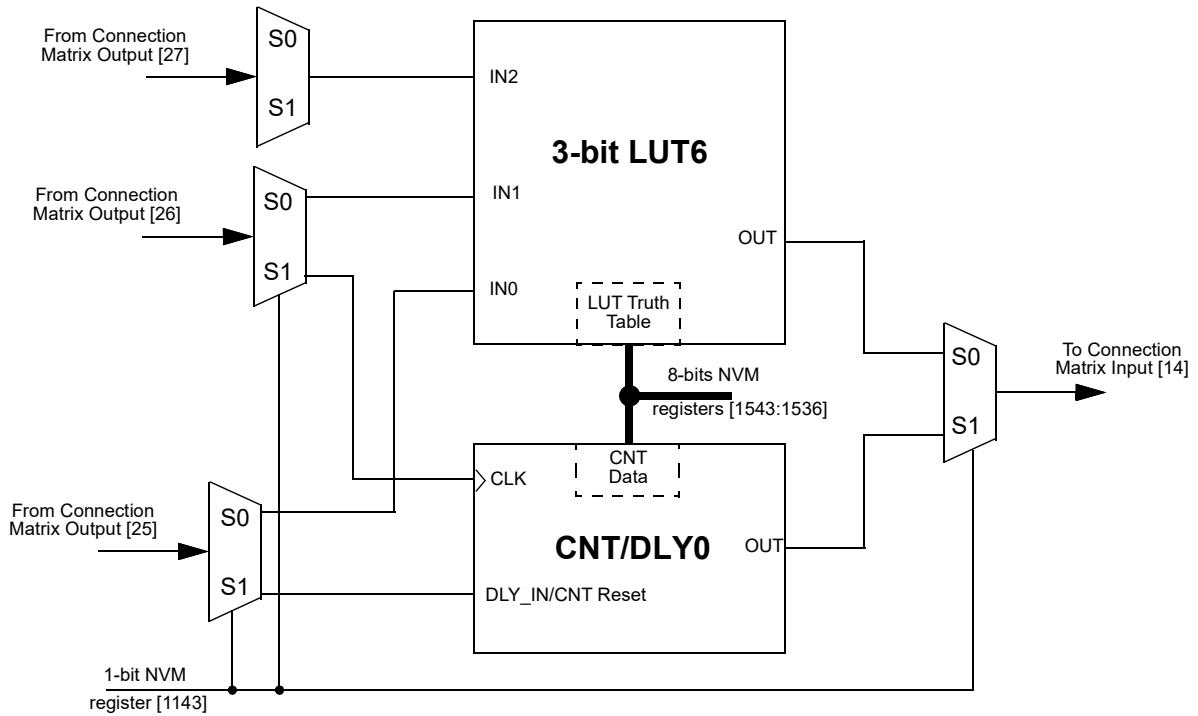 From Connection
Matrix Output [27]
S0
S1
IN2
3-bit LUT6
From Connection
Matrix Output [26]
S0
S1
IN1
OUT
IN0
LUT Truth
Table
S0
S1
To Connection
Matrix Input [14]
8-bits NVM
registers [1543:1536]
CNT
Data
CLK
From Connection
Matrix Output [25]
S0
S1
CNT/DLY0
OUT
DLY_IN/CNT Reset
1-bit NVM
register [1143]